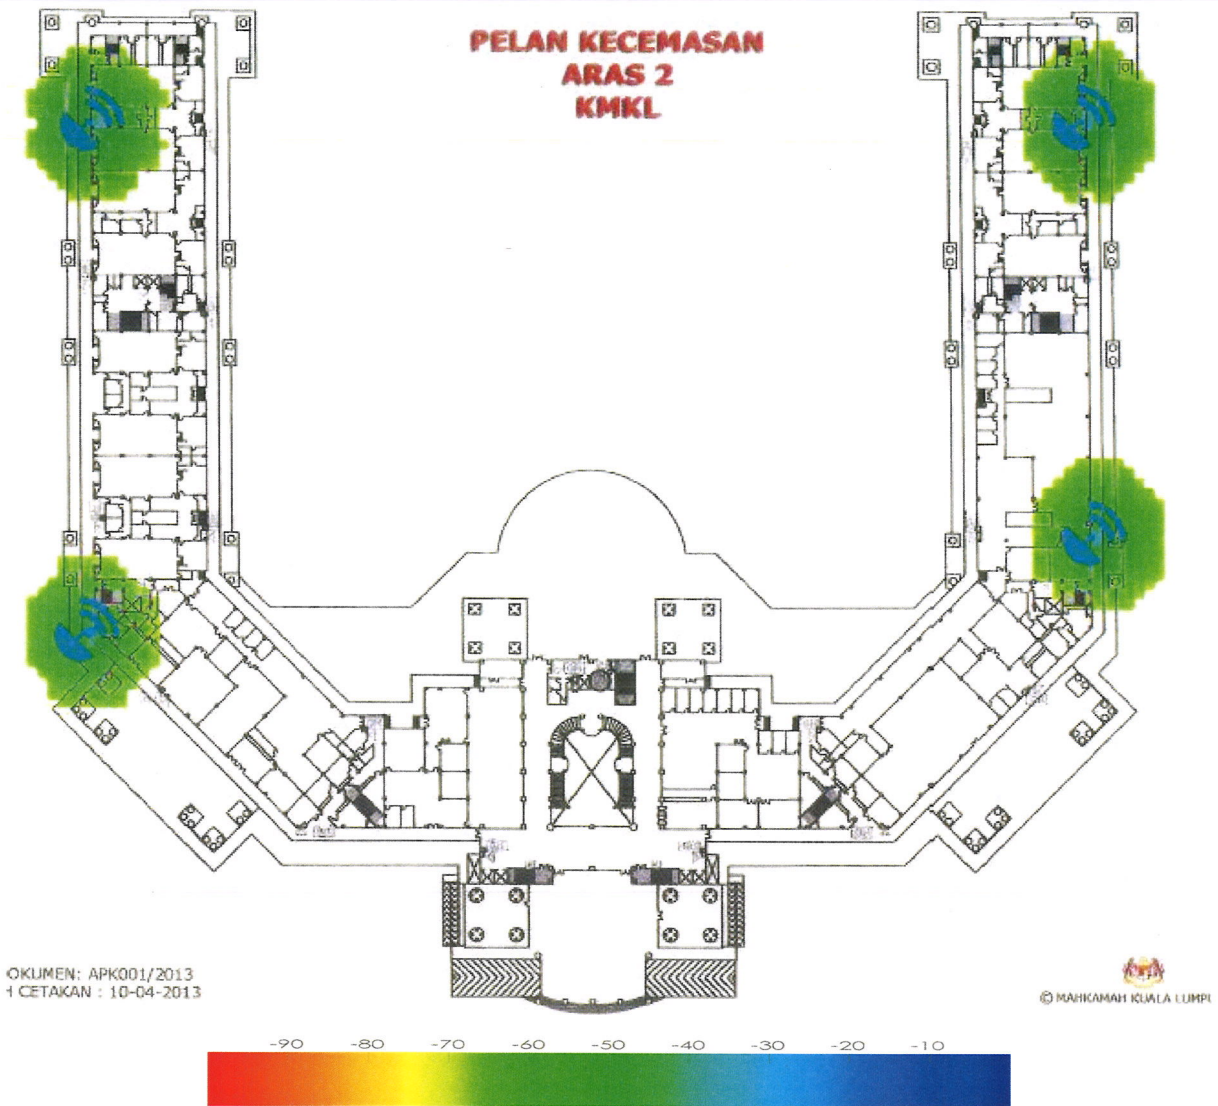 PELAN KECEMASAN
ARAS 2
KMKL
OKUMEN: APK001/2013
CETAKAN : 10-04-2013
© MAHKAMAH KUALA LUMPU
-90 -80 -70 -60 -50 -40 -30 -20 -10